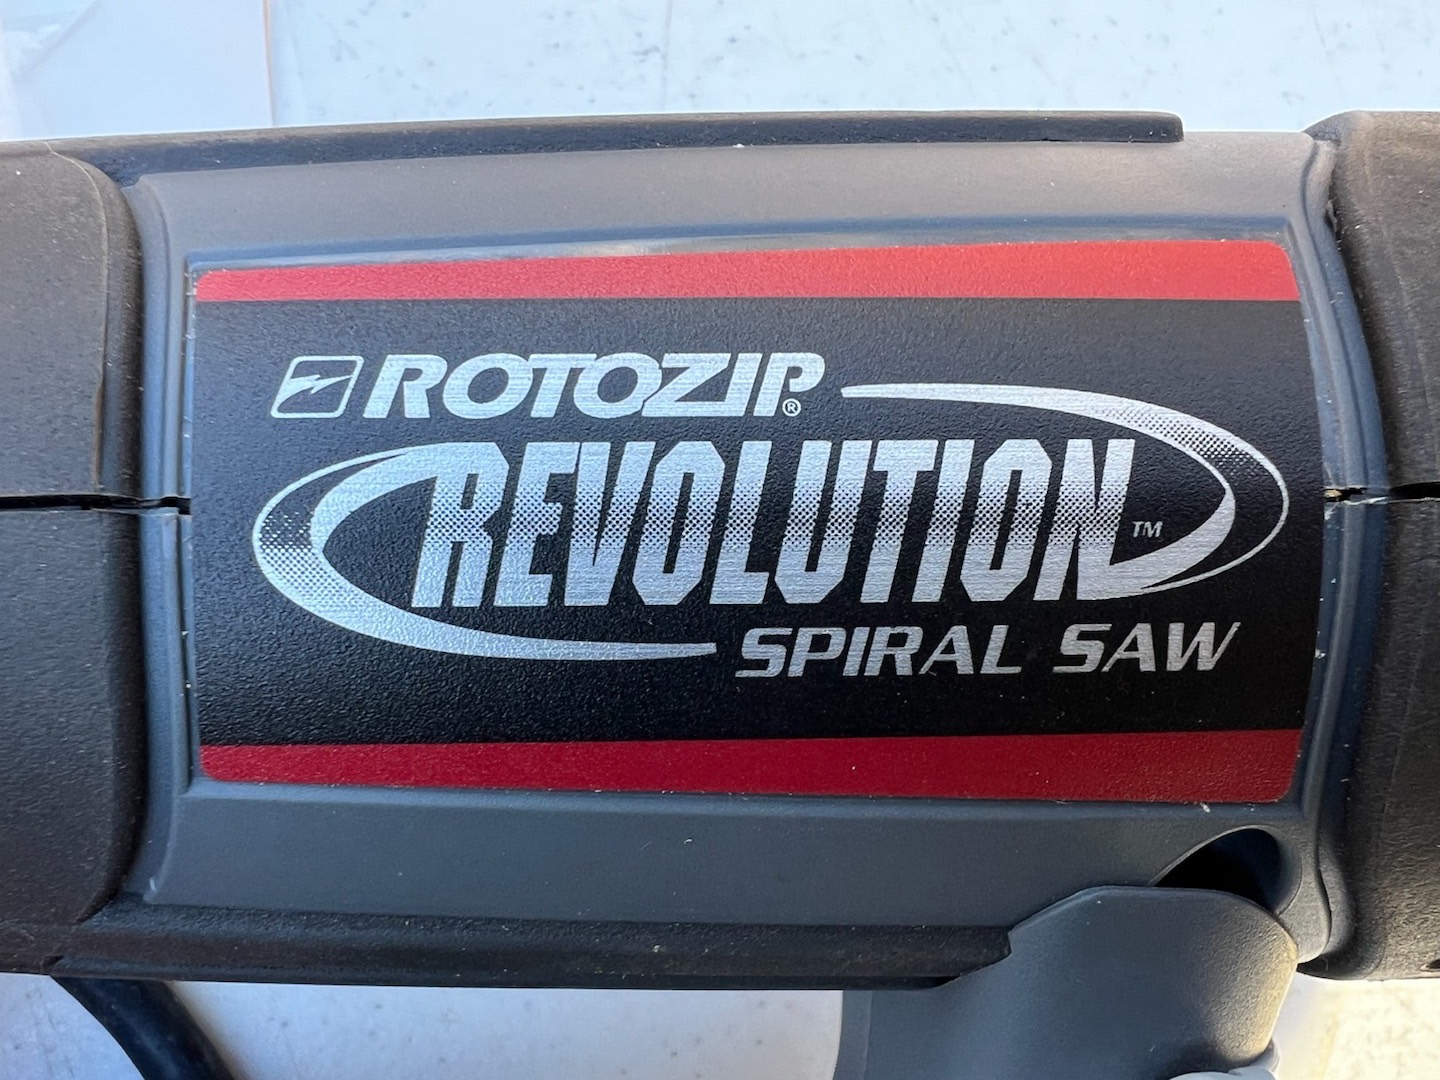 ROTOZIP®
REVOLUTION™
SPIRAL SAW